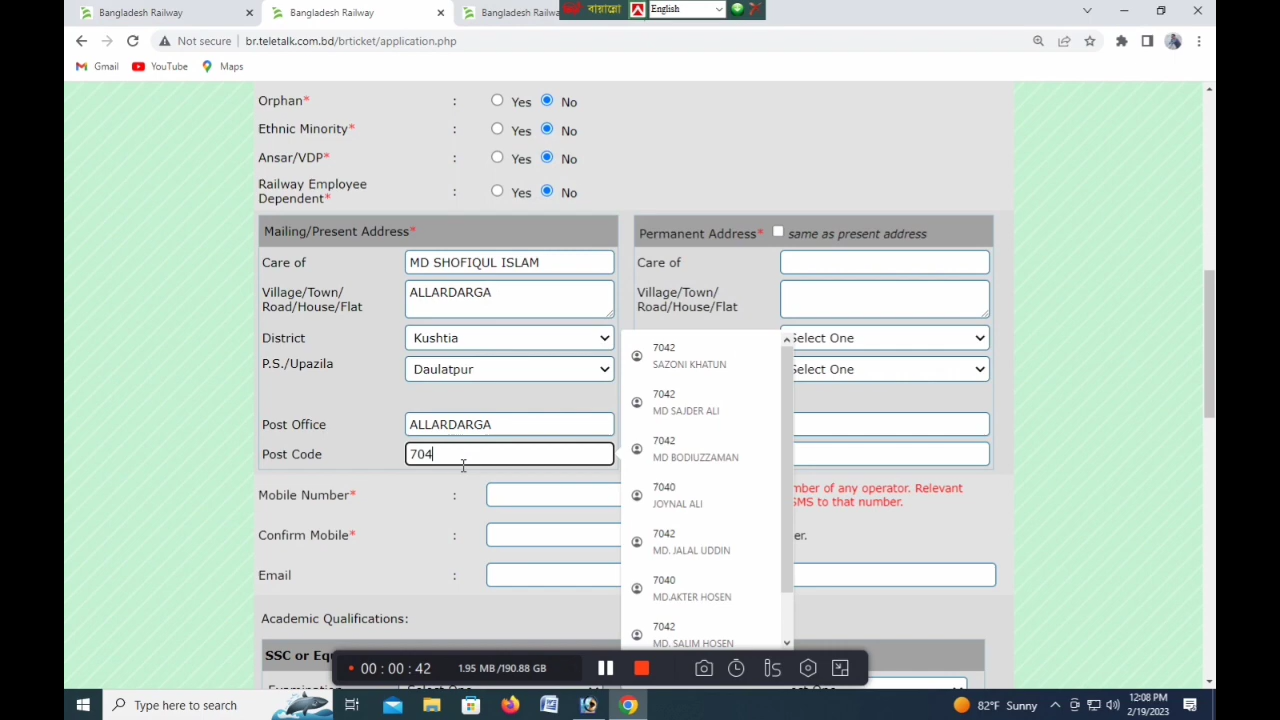 Bangladesh Railway
Bangladesh Railway
Bangladesh Railwa
বায়ান্নো
English
Not secure
br.teletalk.com.bd/brticket/application.php
Gmail
YouTube
Maps
Orphan* : Yes No
Ethnic Minority* : Yes No
Ansar/VDP* : Yes No
Railway Employee
Dependent* : Yes No
Mailing/Present Address*
Care of MD SHOFIQUL ISLAM
Village/Town/ ALLARDARGA
Road/House/Flat
District Kushtia
P.S./Upazila Daulatpur
Post Office ALLARDARGA
Post Code 704
Permanent Address* same as present address
Care of
Village/Town/
Road/House/Flat
Select One
Select One
7042
SAZONI KHATUN
7042
MD SAJDER ALI
7042
MD BODIUZZAMAN
7040
JOYNAL ALI
7042
MD. JALAL UDDIN
7040
MD.AKTER HOSEN
7042
MD. SALIM HOSEN
Mobile Number* :
mber of any operator. Relevant
SMS to that number.
Confirm Mobile* : er.
Email :
Academic Qualifications:
SSC or Equ
00:00:42 1.95 MB /190.88 GB
Type here to search
82°F Sunny
12:08 PM
2/19/2023